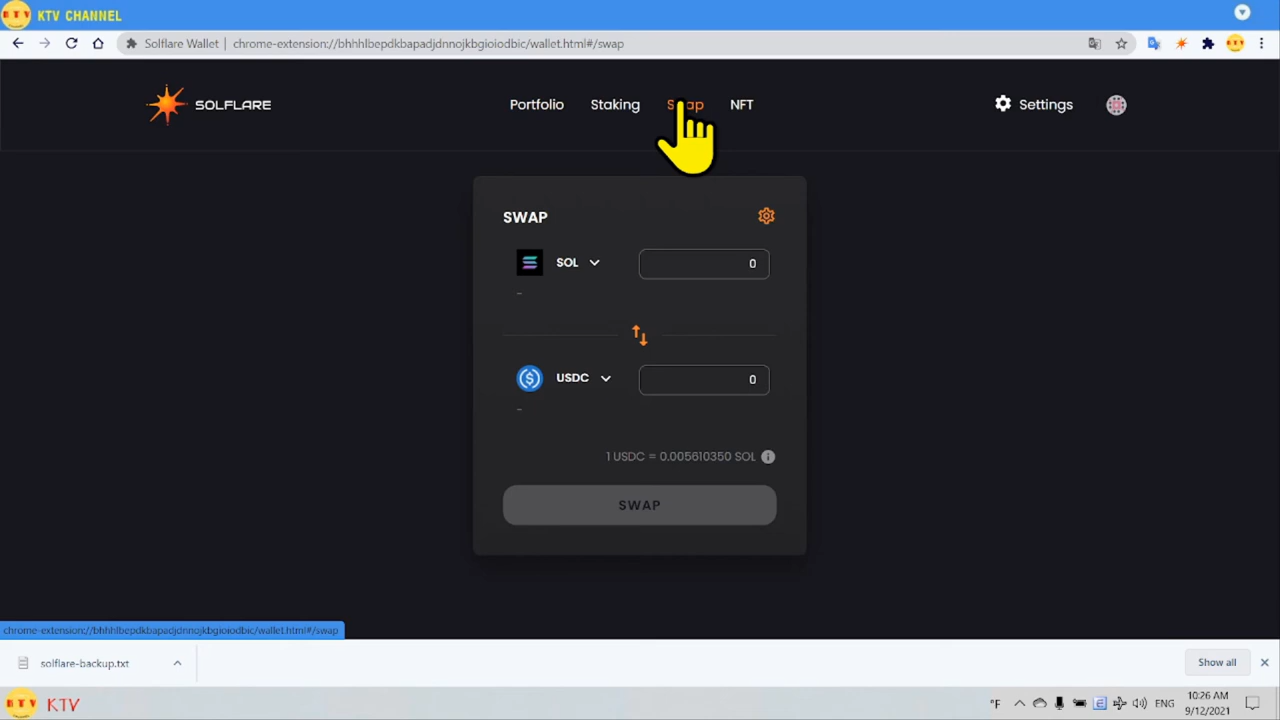 KTV CHANNEL
Solflare Wallet | chrome-extension://bhhhlbepdkbapadjdnnojkbgioiodbic/wallet.html#/swap
SOLFLARE
Portfolio Staking Swap NFT
Settings
SWAP
SOL 0
-
USDC 0
-
1 USDC = 0.005610350 SOL
SWAP
chrome-extension://bhhhlbepdkbapadjdnnojkbgioiodbic/wallet.html#/swap
solflare-backup.txt
Show all
KTV KTV
°F ENG 10:26 AM
9/12/2021